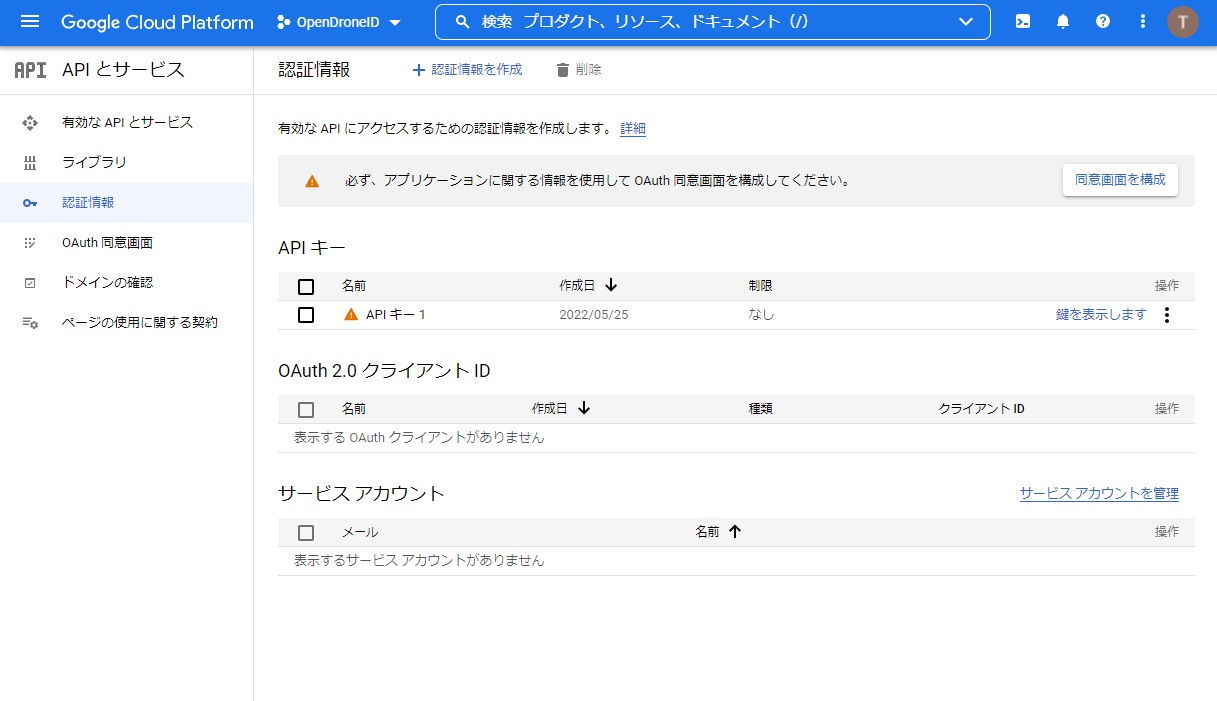 Google Cloud Platform
OpenDroneID
検索 プロダクト、リソース、ドキュメント（/）
T
API API とサービス
認証情報
認証情報を作成
削除
有効な API とサービス
ライブラリ
認証情報
OAuth 同意画面
ドメインの確認
ページの使用に関する契約
有効な API にアクセスするための認証情報を作成します。 詳細
必ず、アプリケーションに関する情報を使用して OAuth 同意画面を構成してください。
同意画面を構成
API キー
名前 作成日 制限 操作
API キー 1 2022/05/25 なし 鍵を表示します
OAuth 2.0 クライアント ID
名前 作成日 種類 クライアント ID 操作
表示する OAuth クライアントがありません
サービス アカウント サービス アカウントを管理
メール 名前 操作
表示するサービス アカウントがありません